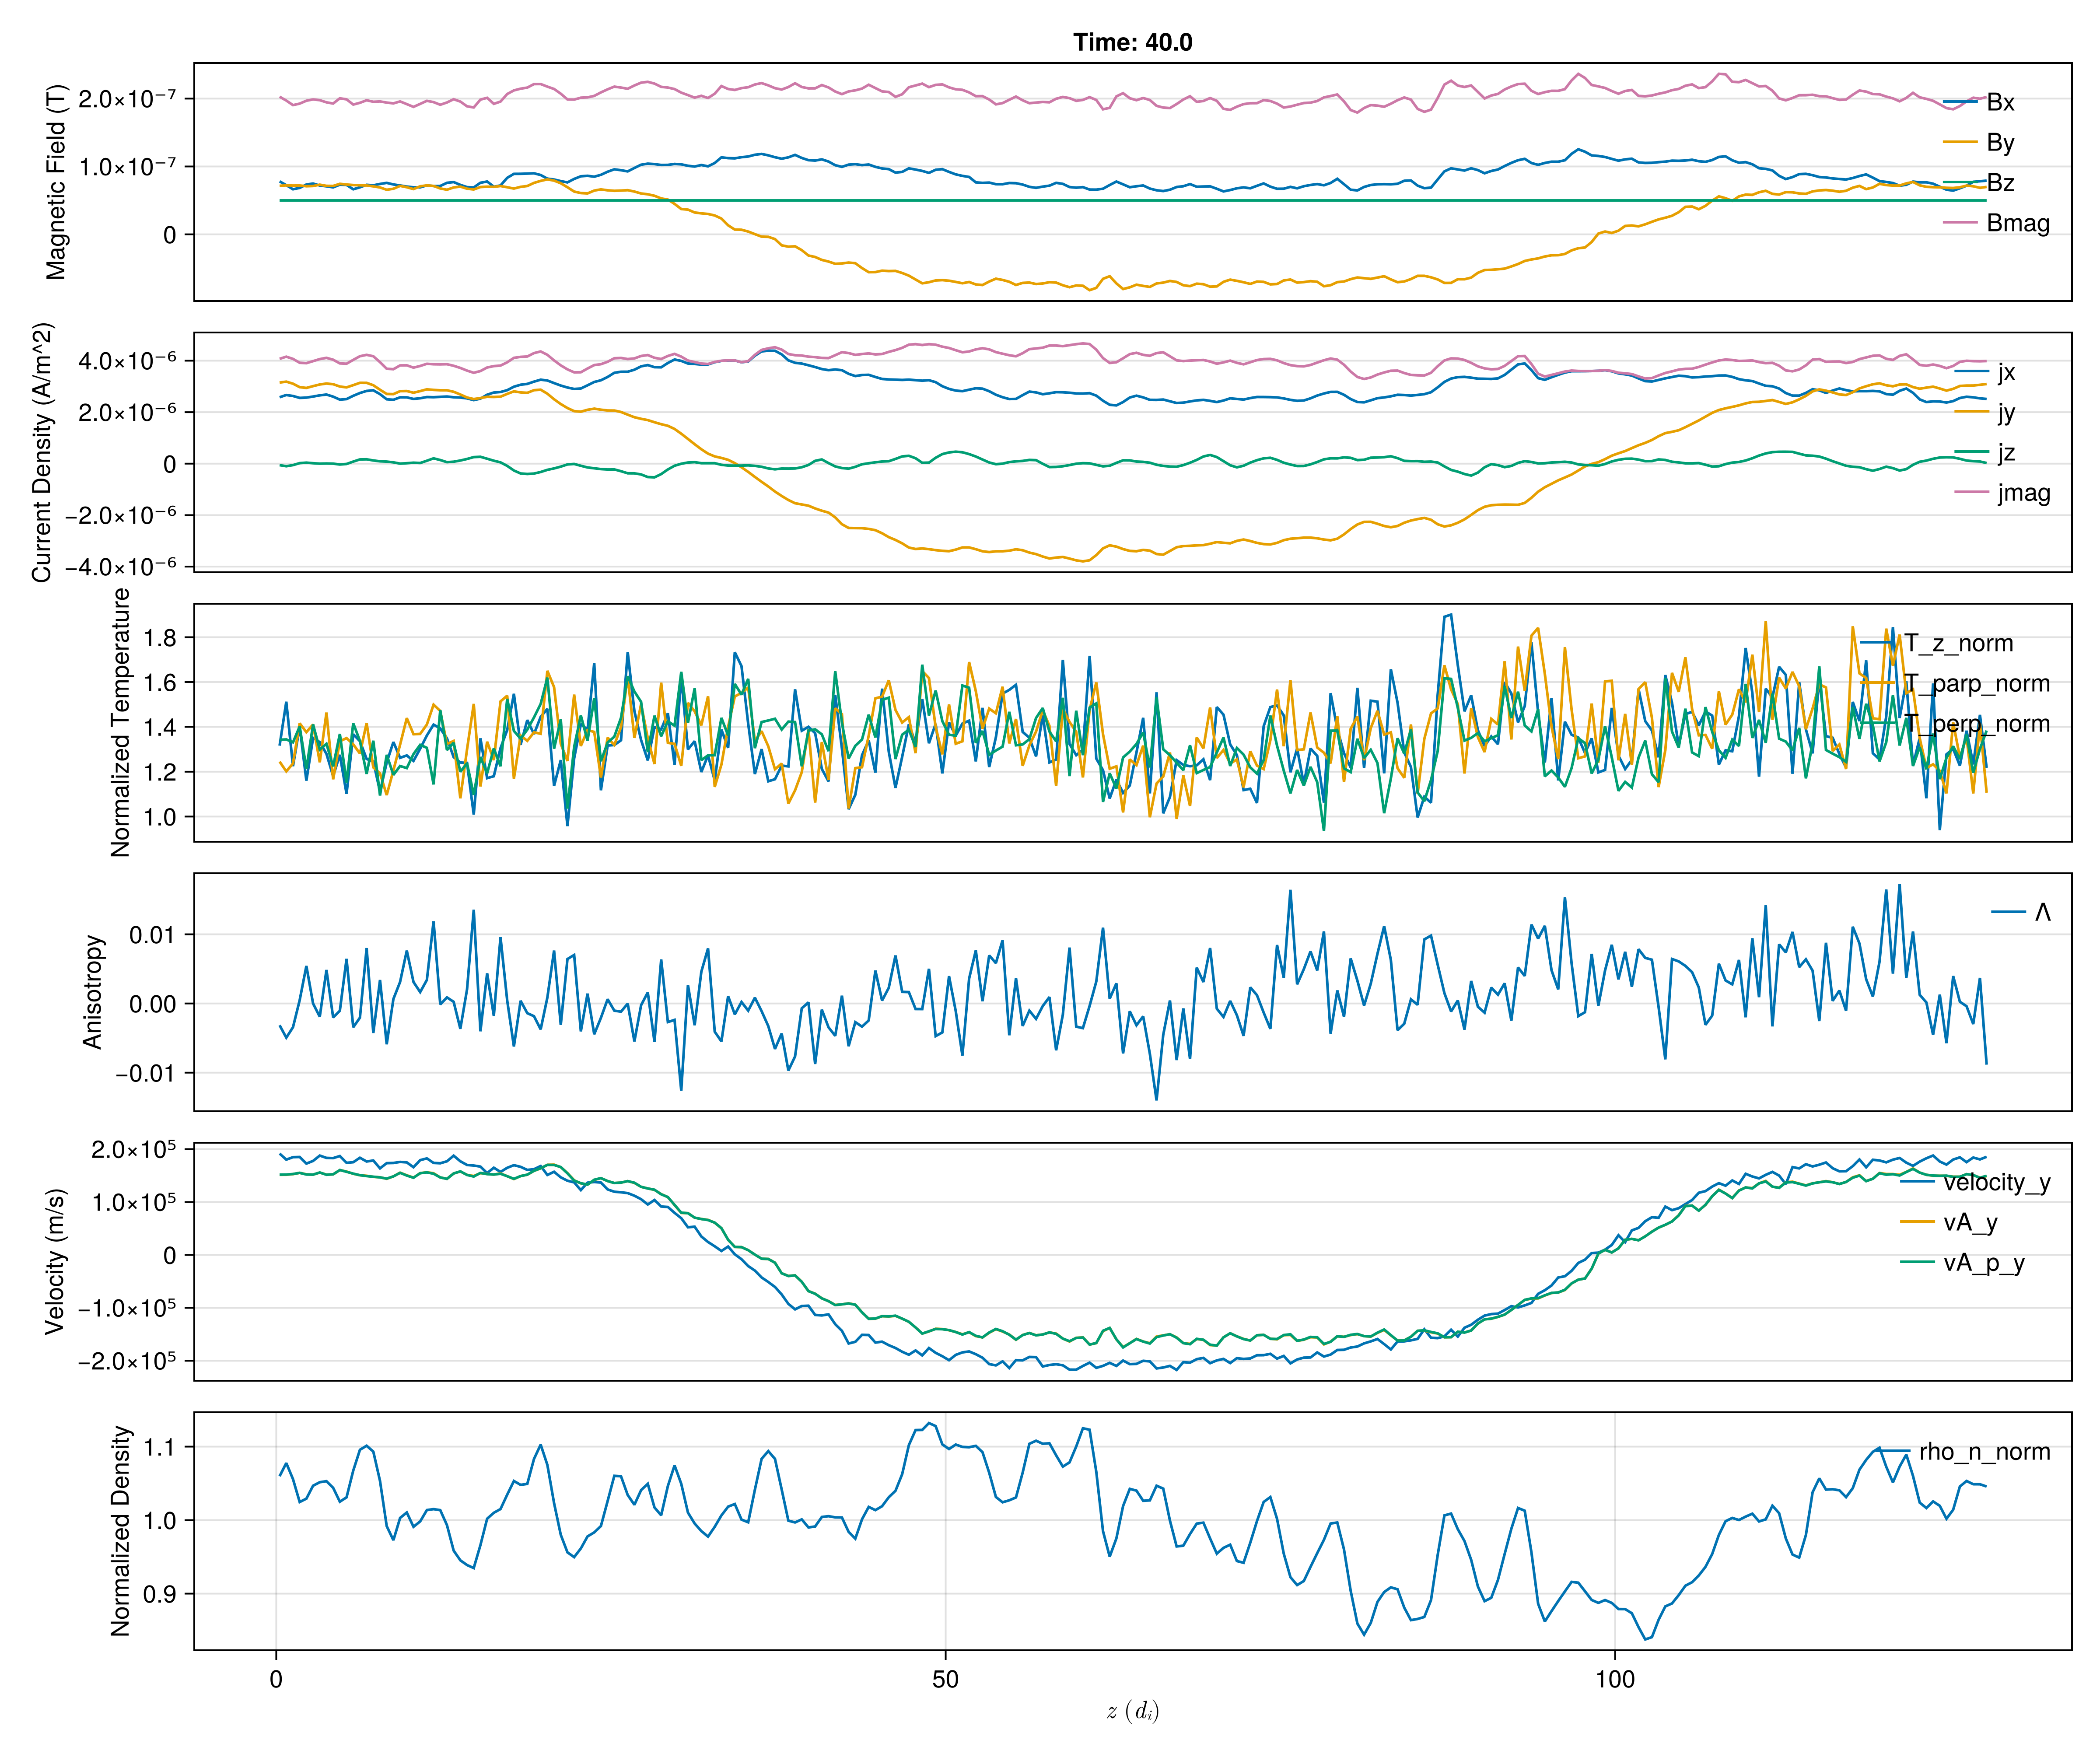 Time: 40.0
Magnetic Field (T)
2.0×10⁻⁷
1.0×10⁻⁷
0
Bx
By
Bz
Bmag
Current Density (A/m^2)
4.0×10⁻⁶
2.0×10⁻⁶
0
−2.0×10⁻⁶
−4.0×10⁻⁶
jx
jy
jz
jmag
Normalized Temperature
1.8
1.6
1.4
1.2
1.0
T_z_norm
T_parp_norm
T_perp_norm
Anisotropy
0.01
0.00
−0.01
Λ
Velocity (m/s)
2.0×10⁵
1.0×10⁵
0
−1.0×10⁵
−2.0×10⁵
velocity_y
vA_y
vA_p_y
Normalized Density
1.1
1.0
0.9
rho_n_norm
0 50 100
z (dᵢ)